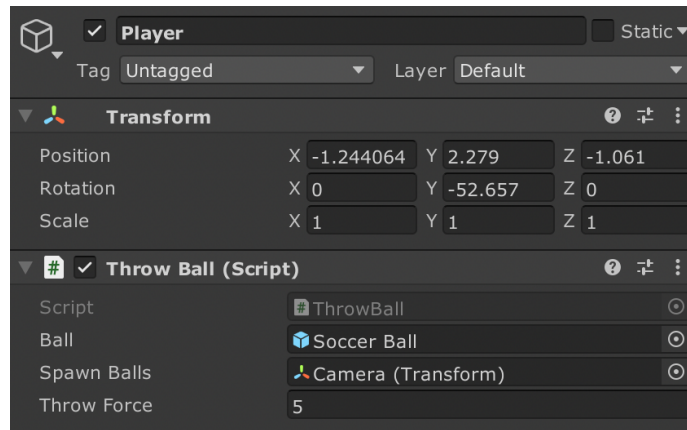 Player Static
Tag Untagged Layer Default
Transform
Position X -1.244064 Y 2.279 Z -1.061
Rotation X 0 Y -52.657 Z 0
Scale X 1 Y 1 Z 1
# Throw Ball (Script)
Script # ThrowBall
Ball Soccer Ball
Spawn Balls Camera (Transform)
Throw Force 5